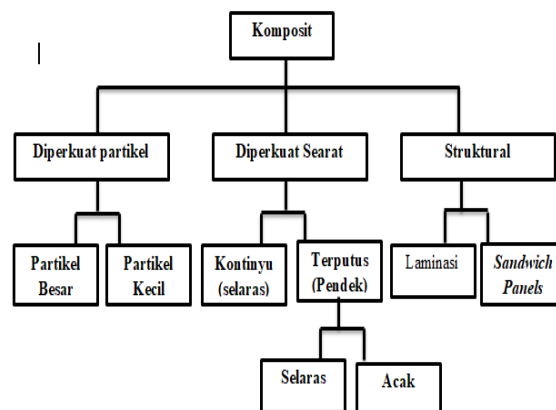 Komposit
Diperkuat partikel
Diperkuat Searat
Struktural
Partikel
Besar
Partikel
Kecil
Kontinyu
(selaras)
Terputus
(Pendek)
Laminasi
Sandwich
Panels
Selaras
Acak